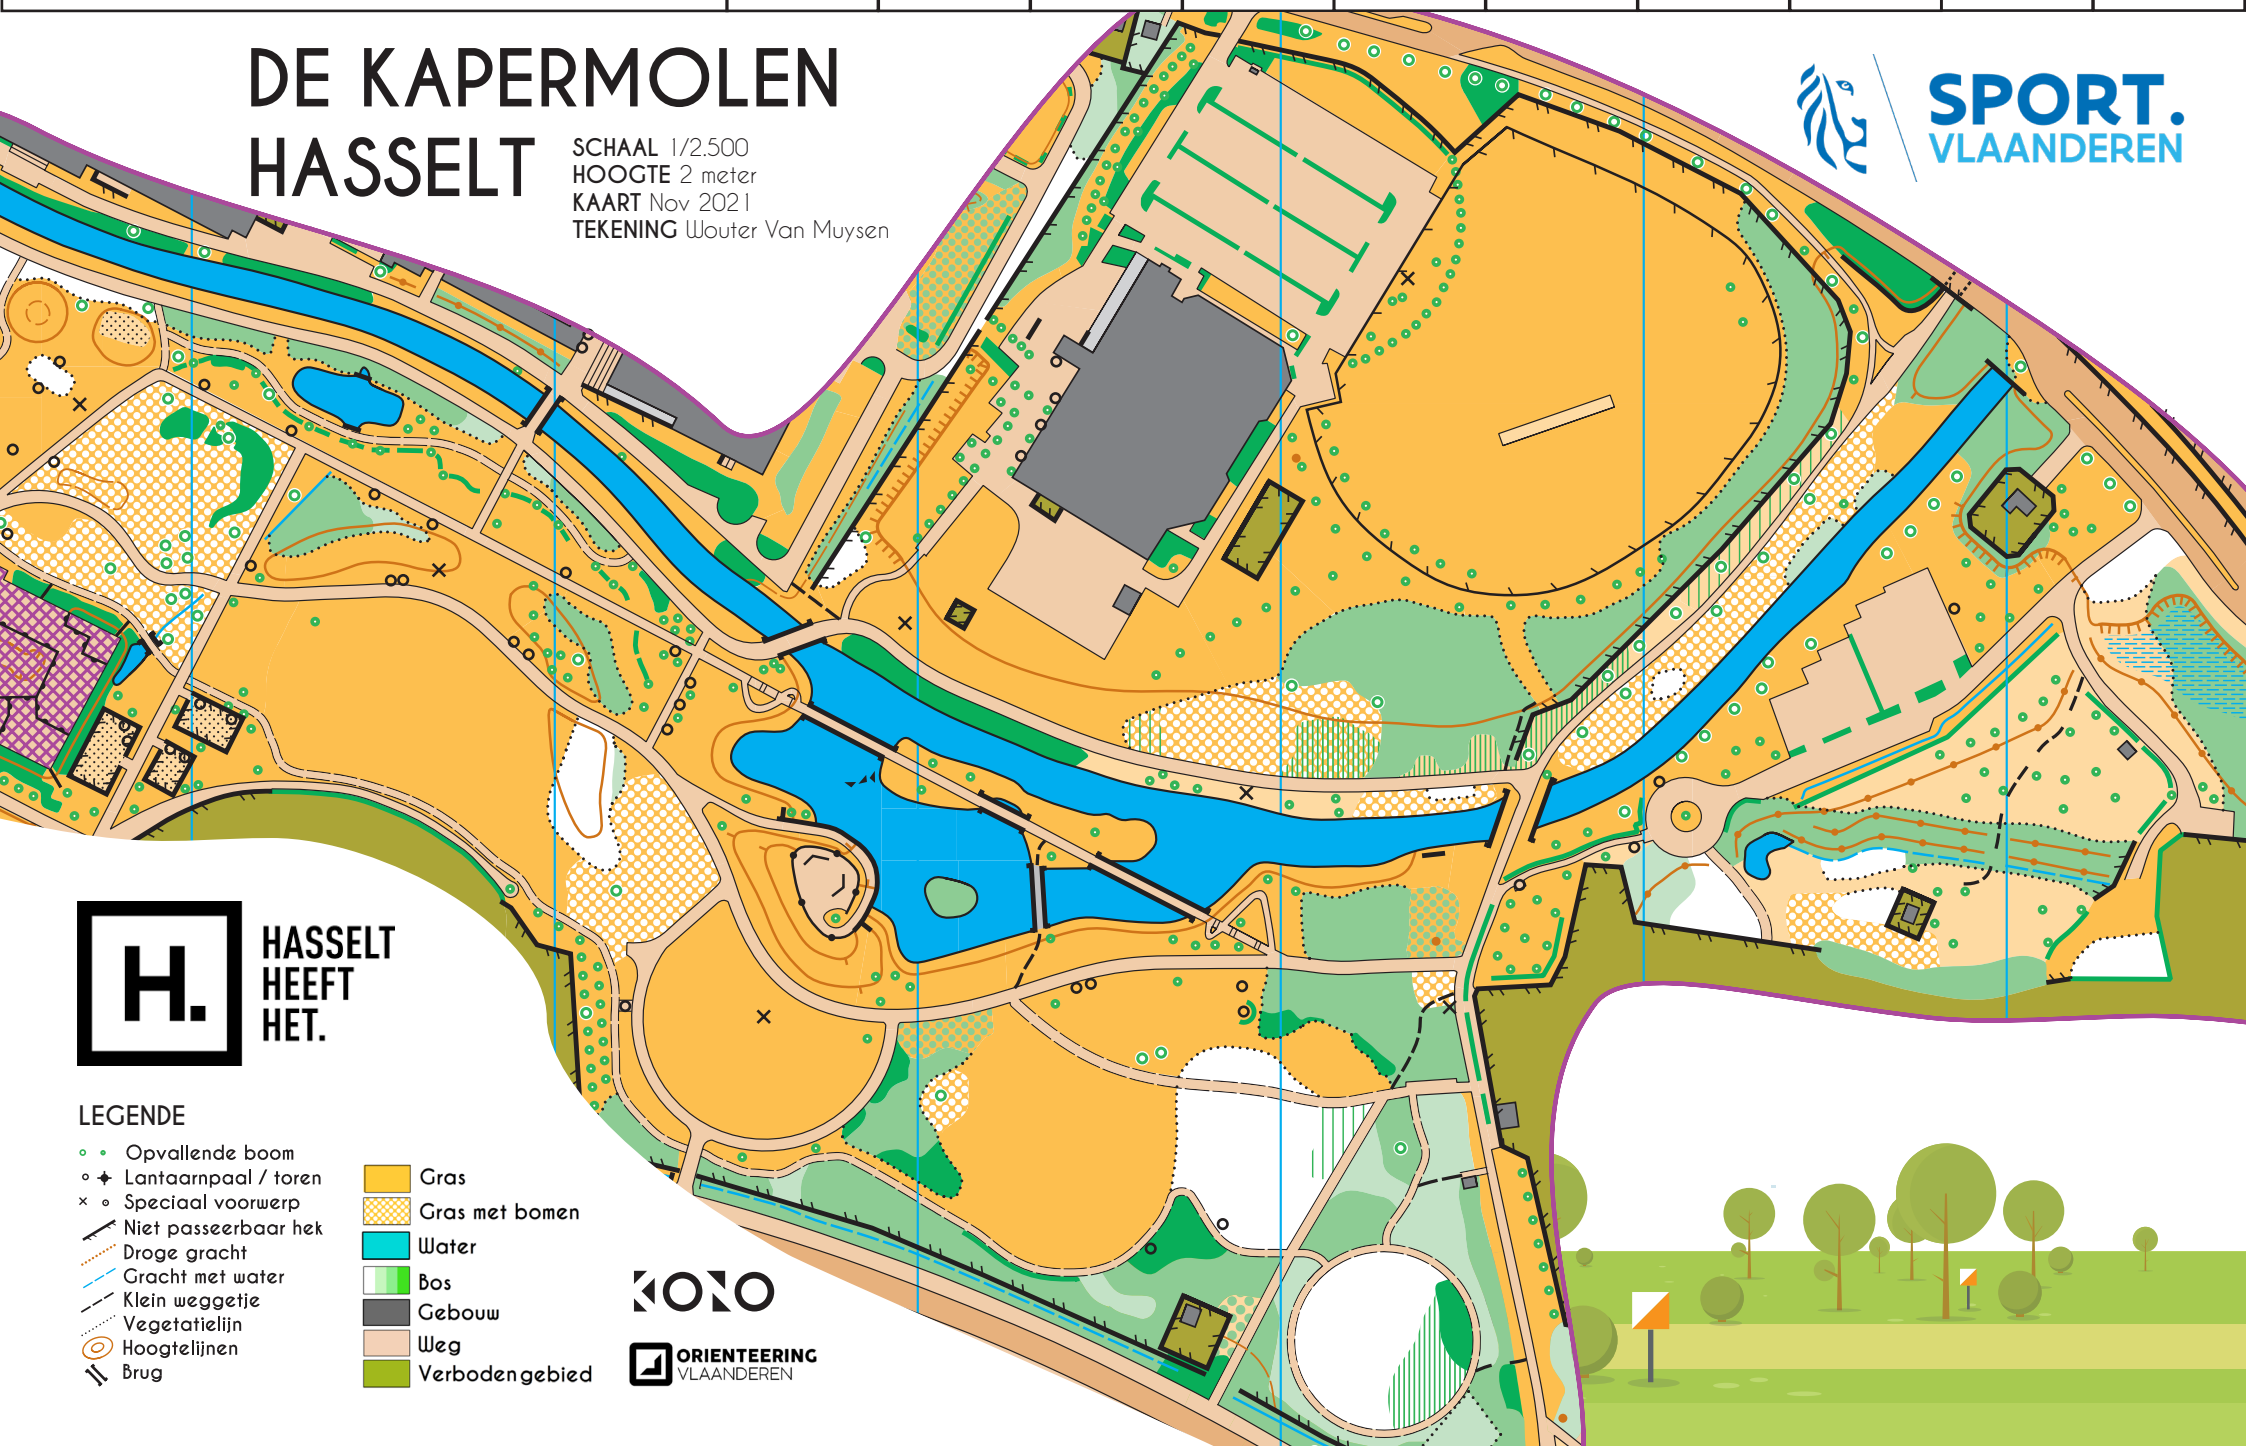 DE KAPERMOLEN
HASSELT
SCHAAL 1/2.500
HOOGTE 2 meter
KAART Nov 2021
TEKENING Wouter Van Muysen
SPORT.
VLAANDEREN
H.
HASSELT
HEEFT
HET.
LEGENDE
Opvallende boom
Lantaarnpaal / toren
Speciaal voorwerp
Niet passeerbaar hek
Droge gracht
Gracht met water
Klein weggetje
Vegetatielijn
Hoogtelijnen
Brug
Gras
Gras met bomen
Water
Bos
Gebouw
Weg
Verboden gebied
KONO
ORIENTEERING
VLAANDEREN